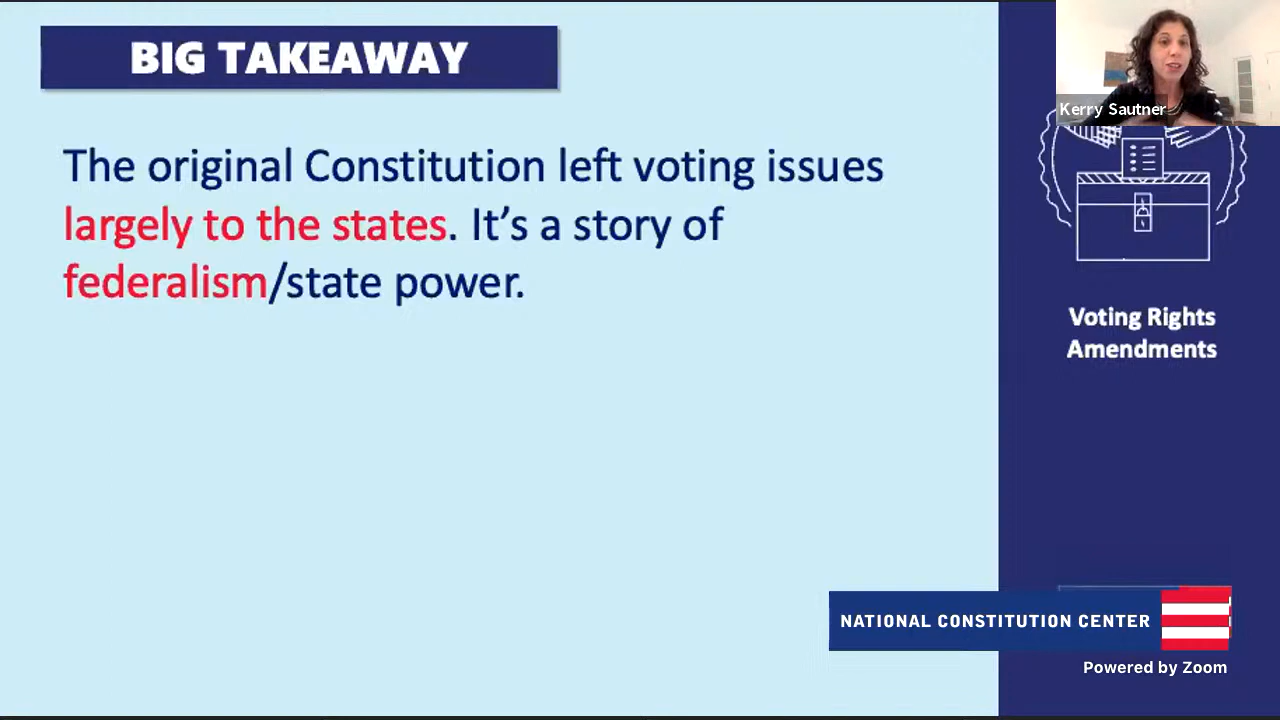 BIG TAKEAWAY
The original Constitution left voting issues
largely to the states. It’s a story of
federalism/state power.
Kerry Sautner
Voting Rights
Amendments
NATIONAL CONSTITUTION CENTER
Powered by Zoom